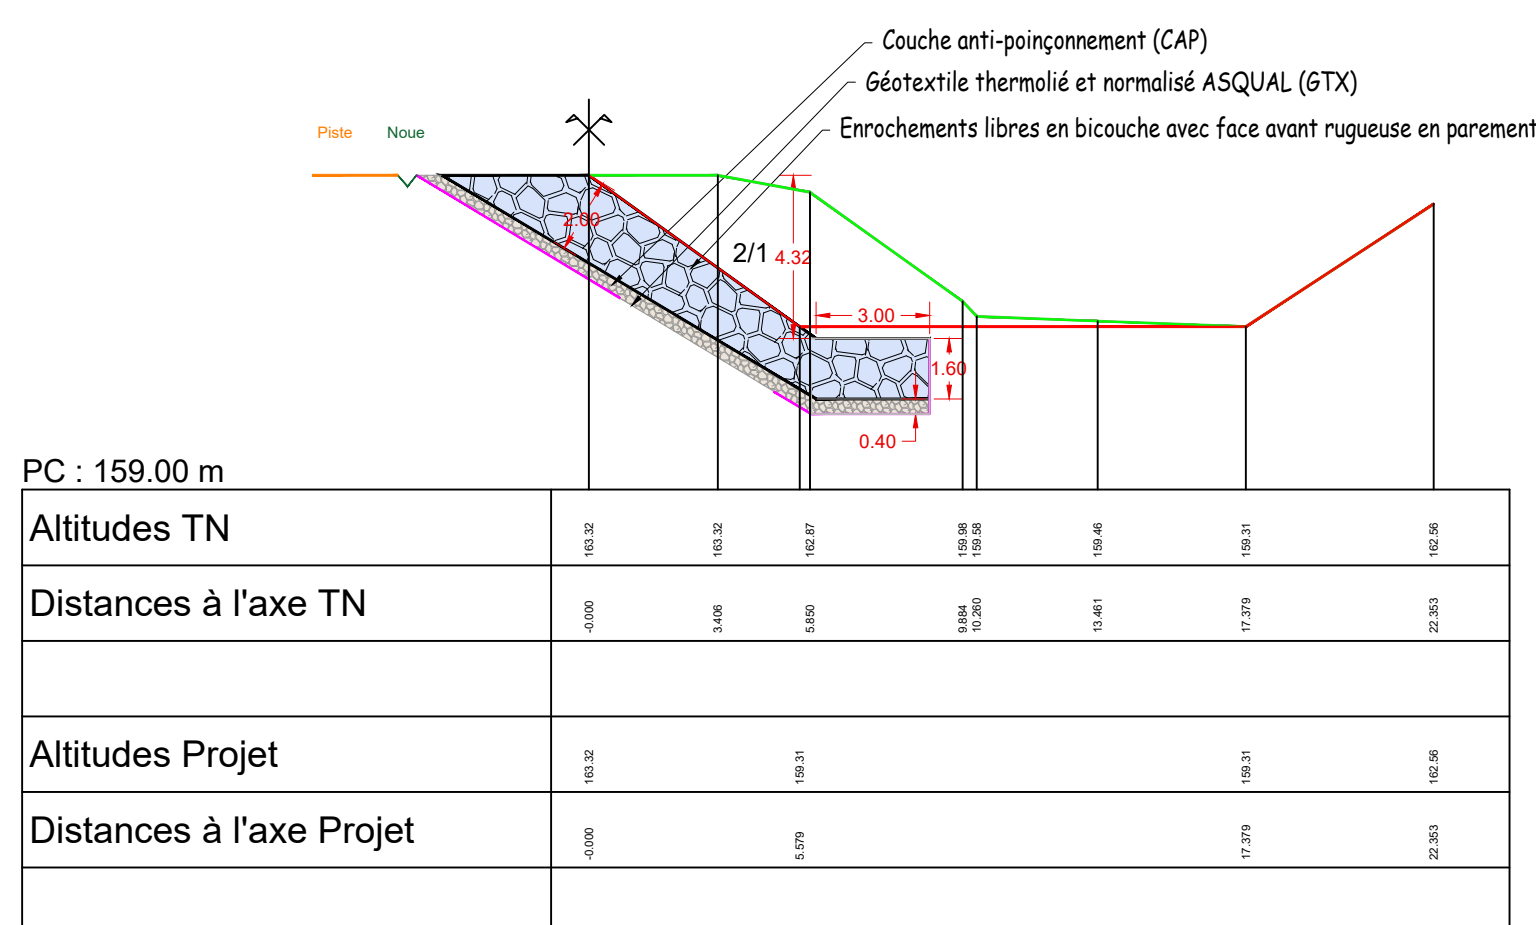 Couche anti-poinçonnement (CAP)
Géotextile thermolié et normalisé ASQUAL (GTX)
Enrochements libres en bicouche avec face avant rugueuse en parement
Piste Noue
2.00
2/1 4.32
3.00
1.60
0.40
PC : 159.00 m
Altitudes TN 163.32 163.32 162.87 159.98 159.58 159.46 159.31 162.56
Distances à l'axe TN -0.000 3.406 5.850 9.884 10.260 13.461 17.379 22.353
Altitudes Projet 163.32 159.31 159.31 162.56
Distances à l'axe Projet -0.000 5.579 17.379 22.353